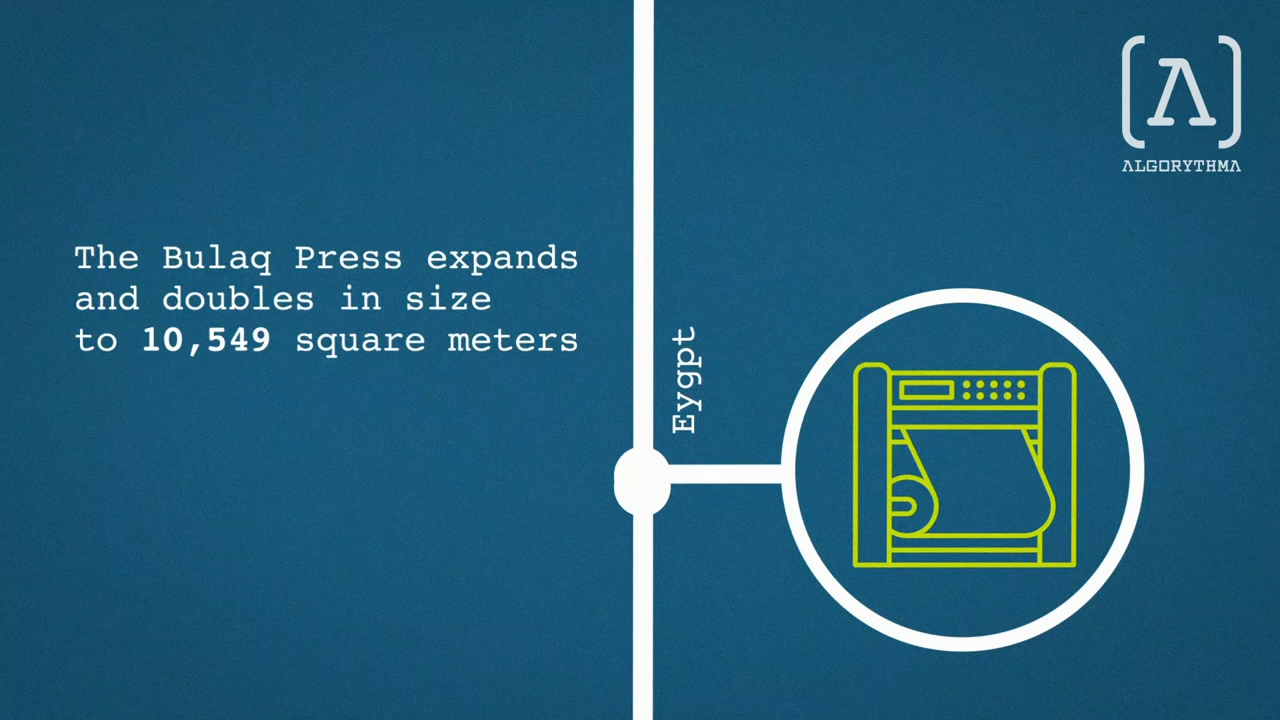 ALGORYTHMA
The Bulaq Press expands
and doubles in size
to 10,549 square meters
Eygpt